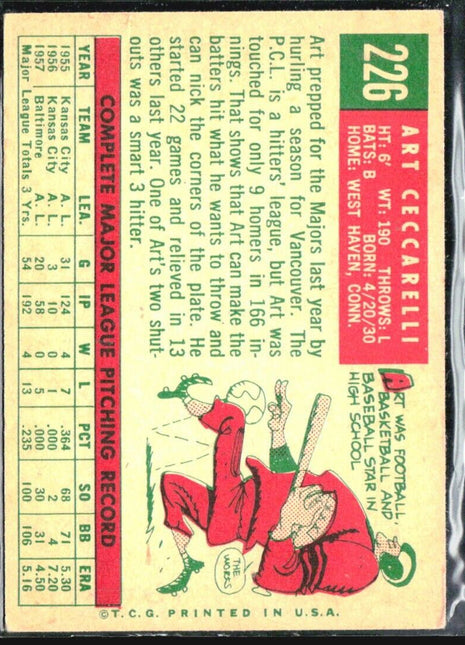 226
ART CECCARELLI
HT: 6' WT: 190 THROWS: L
BATS: B BORN: 4/20/30
HOME: WEST HAVEN, CONN.
Art prepped for the Majors last year by
hurling a season for Vancouver. The
P.C.L. is a hitters' league, but Art was
touched for only 9 homers in 166 in-
nings. That shows that Art can make the
batters hit what he wants to throw and
can nick the corners of the plate. He
started 22 games and relieved in 13
others last year. One of Art's two shut-
outs was a smart 3 hitter.
ART WAS FOOTBALL,
BASKETBALL AND
BASEBALL STAR IN
HIGH SCHOOL
THE WORKS
COMPLETE MAJOR LEAGUE PITCHING RECORD
YEAR TEAM LEA. G IP W L PCT SO BB ERA
1955 Kansas City A. L. 31 124 4 7 .364 68 71 5.30
1956 Kansas City A. L. 3 10 0 1 .000 2 4 7.20
1957 Baltimore A. L. 20 58 0 5 .000 30 31 4.50
Major League Totals 3 Yrs. 54 192 4 13 .235 100 106 5.16
©T.C.G. PRINTED IN U.S.A.